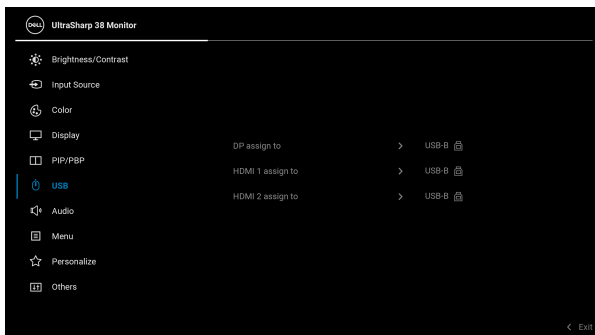 DELL UltraSharp 38 Monitor
Brightness/Contrast
Input Source
Color
Display
DP assign to USB-B
PIP/PBP
HDMI 1 assign to USB-B
USB
HDMI 2 assign to USB-B
Audio
Menu
Personalize
Others
Exit